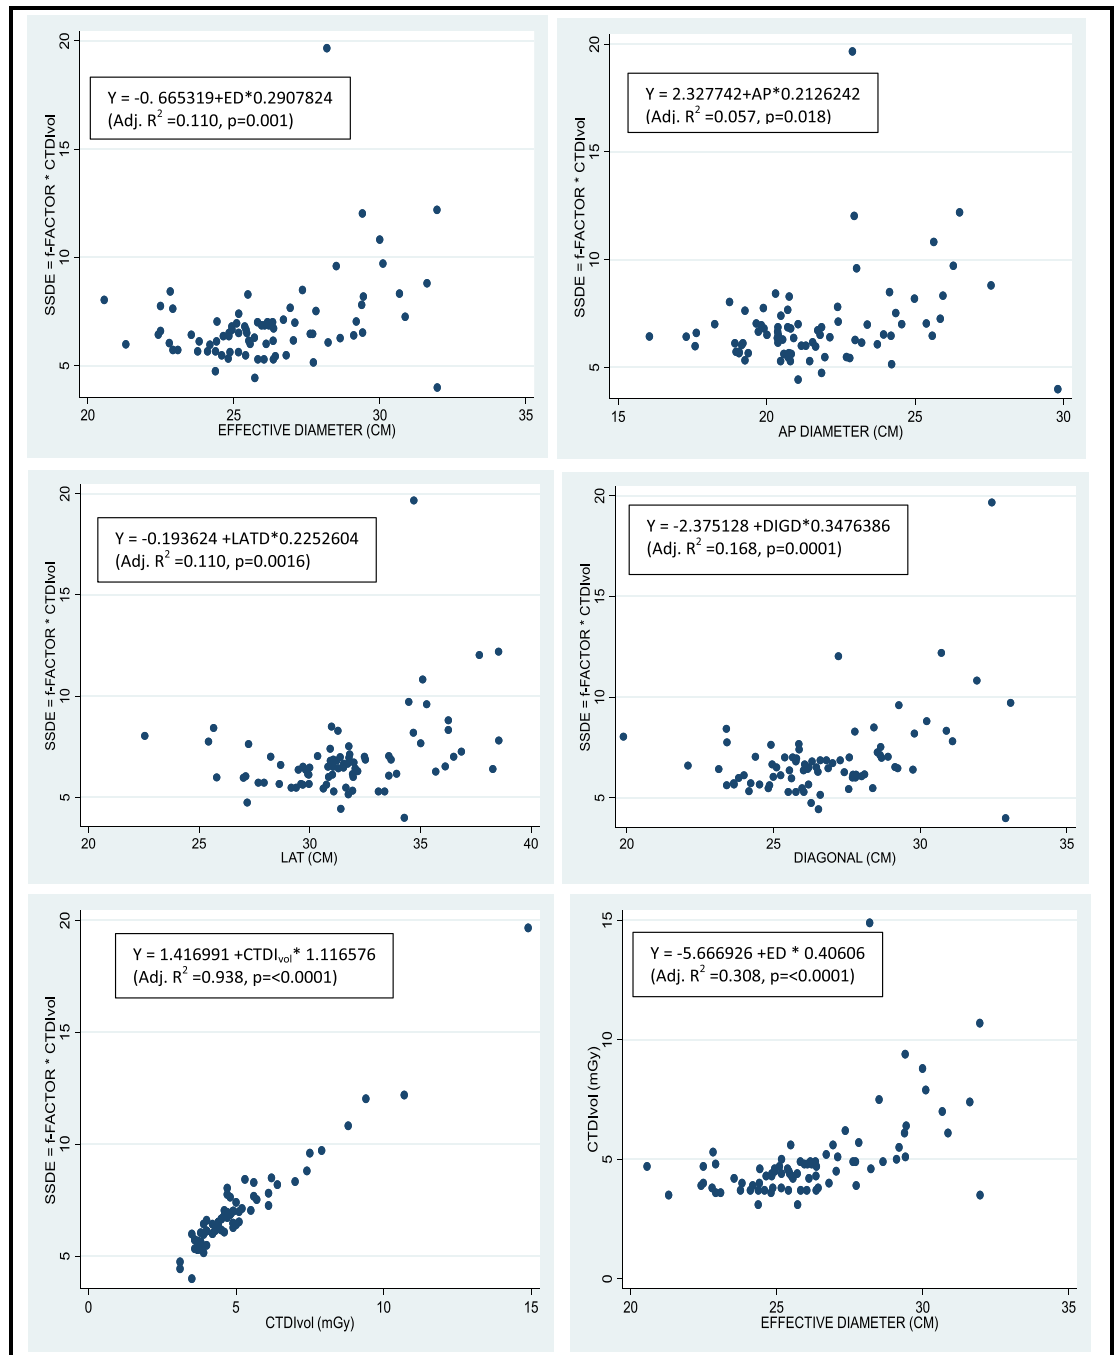 20
15
10
5
SSDE = f-FACTOR * CTDIvol
Y = -0. 665319+ED*0.2907824
(Adj. R² =0.110, p=0.001)
20 25 30 35
EFFECTIVE DIAMETER (CM)
20
15
10
5
SSDE = f-FACTOR * CTDIvol
Y = 2.327742+AP*0.2126242
(Adj. R² =0.057, p=0.018)
15 20 25 30
AP DIAMETER (CM)
20
15
10
5
SSDE = f-FACTOR * CTDIvol
Y = -0.193624 +LATD*0.2252604
(Adj. R² =0.110, p=0.0016)
20 25 30 35 40
LAT (CM)
20
15
10
5
SSDE = f-FACTOR * CTDIvol
Y = -2.375128 +DIGD*0.3476386
(Adj. R² =0.168, p=0.0001)
20 25 30 35
DIAGONAL (CM)
20
15
10
5
SSDE = f-FACTOR * CTDIvol
Y = 1.416991 +CTDIvol* 1.116576
(Adj. R² =0.938, p=<0.0001)
0 5 10 15
CTDIvol (mGy)
15
10
5
0
CTDIvol (mGy)
Y = -5.666926 +ED * 0.40606
(Adj. R² =0.308, p=<0.0001)
20 25 30 35
EFFECTIVE DIAMETER (CM)